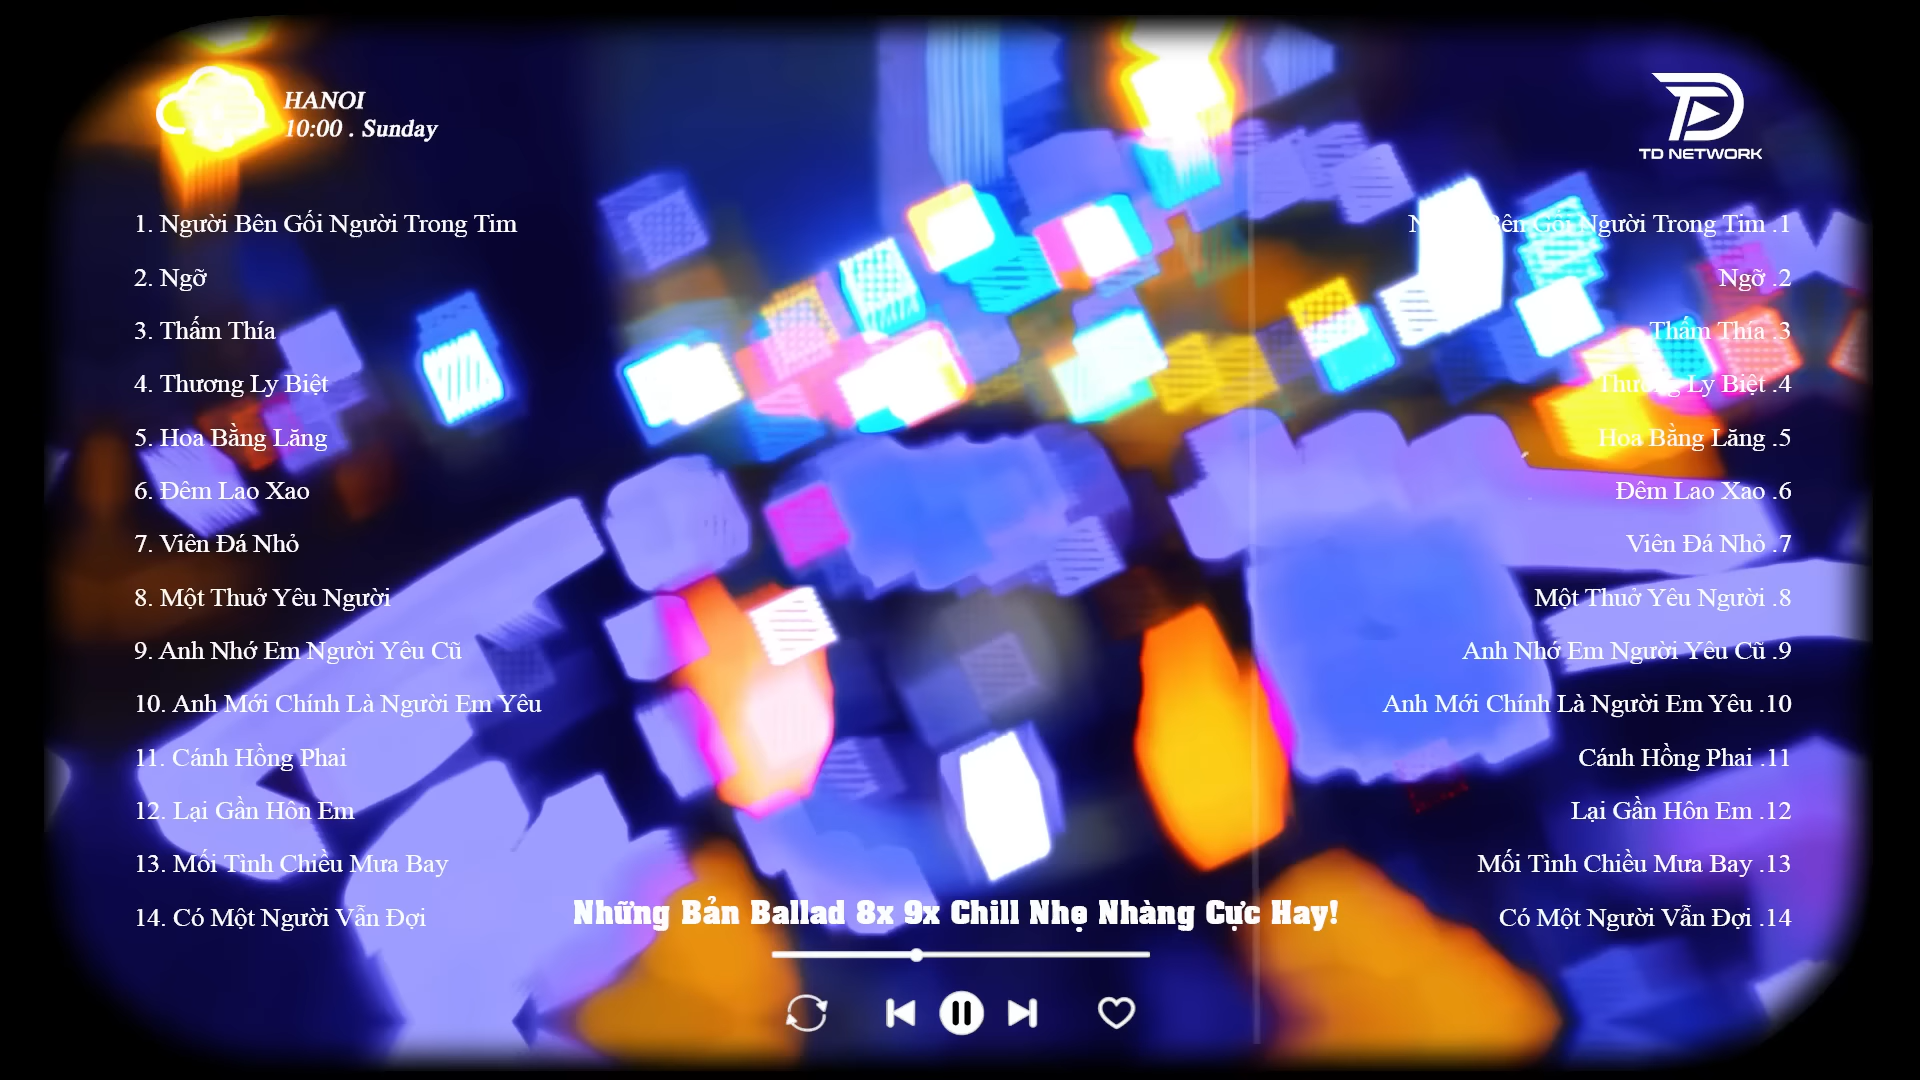 HANOI
10:00 . Sunday
TD NETWORK
1. Người Bên Gối Người Trong Tim
2. Ngỡ
3. Thấm Thía
4. Thương Ly Biệt
5. Hoa Bằng Lăng
6. Đêm Lao Xao
7. Viên Đá Nhỏ
8. Một Thuở Yêu Người
9. Anh Nhớ Em Người Yêu Cũ
10. Anh Mới Chính Là Người Em Yêu
11. Cánh Hồng Phai
12. Lại Gần Hôn Em
13. Mối Tình Chiều Mưa Bay
14. Có Một Người Vẫn Đợi
Bên Gối Người Trong Tim .1
Ngỡ .2
Thấm Thía .3
Thương Ly Biệt .4
Hoa Bằng Lăng .5
Đêm Lao Xao .6
Viên Đá Nhỏ .7
Một Thuở Yêu Người .8
Anh Nhớ Em Người Yêu Cũ .9
Anh Mới Chính Là Người Em Yêu .10
Cánh Hồng Phai .11
Lại Gần Hôn Em .12
Mối Tình Chiều Mưa Bay .13
Có Một Người Vẫn Đợi .14
Những Bản Ballad 8x 9x Chill Nhẹ Nhàng Cực Hay!